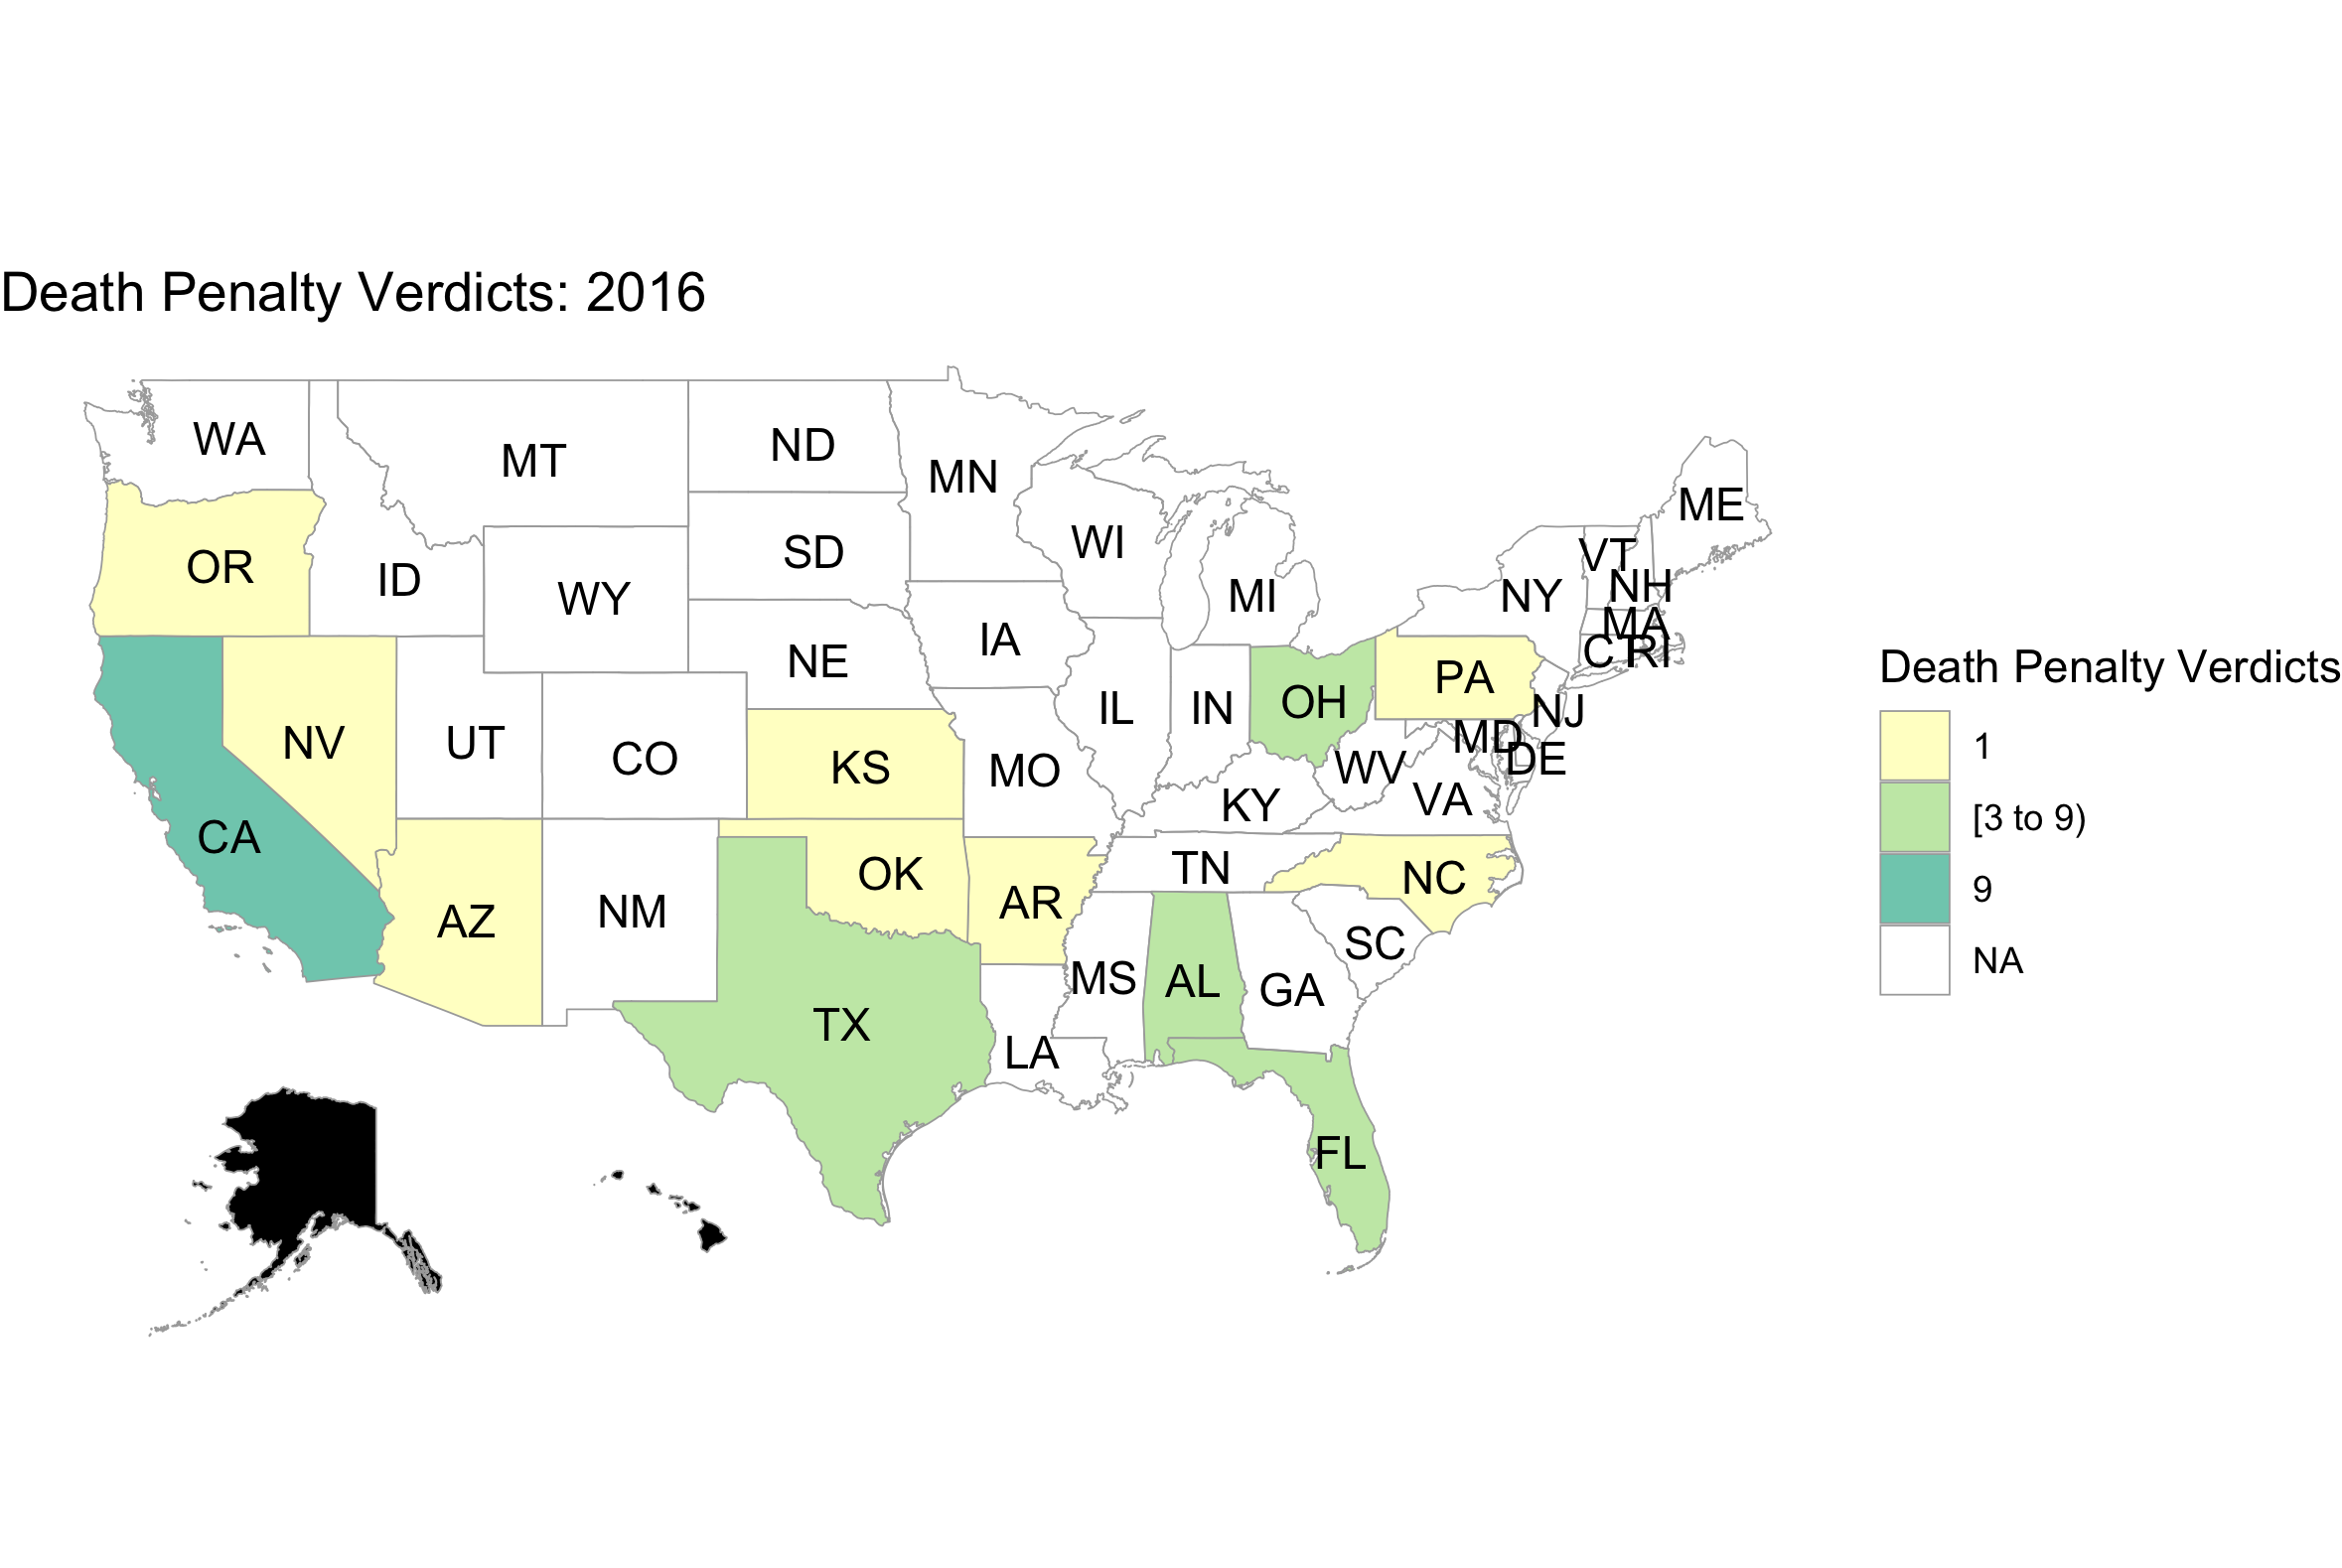 Death Penalty Verdicts: 2016
WA
MT
ND
MN
ME
OR
ID
WY
SD
WI
MI
NY
VT
NH
MA
CT
RI
NE
IA
PA
NV
UT
CO
KS
MO
IL
IN
OH
NJ
MD
DE
WV
VA
KY
CA
AZ
NM
OK
AR
TN
NC
SC
TX
LA
MS
AL
GA
FL
Death Penalty Verdicts
1
[3 to 9)
9
NA